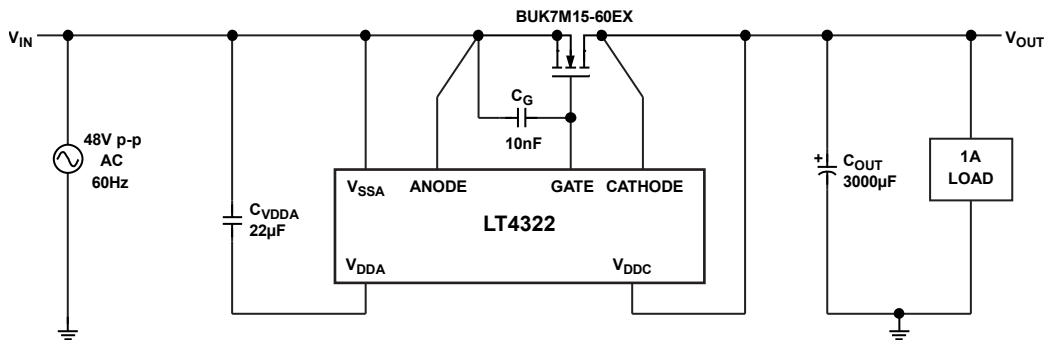 BUK7M15-60EX
VIN
VOUT
CG
10nF
48V p-p
AC
60Hz
+
COUT
3000µF
1A
LOAD
VSSA
ANODE
GATE
CATHODE
CVDDA
22µF
LT4322
VDDA
VDDC